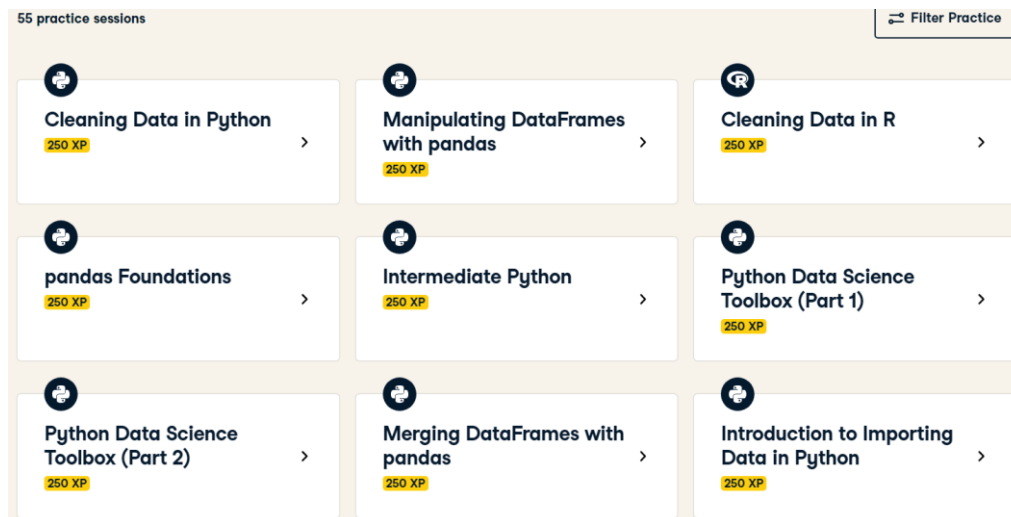 55 practice sessions
Filter Practice
Cleaning Data in Python
250 XP
Manipulating DataFrames
with pandas
250 XP
Cleaning Data in R
250 XP
pandas Foundations
250 XP
Intermediate Python
250 XP
Python Data Science
Toolbox (Part 1)
250 XP
Python Data Science
Toolbox (Part 2)
250 XP
Merging DataFrames with
pandas
250 XP
Introduction to Importing
Data in Python
250 XP